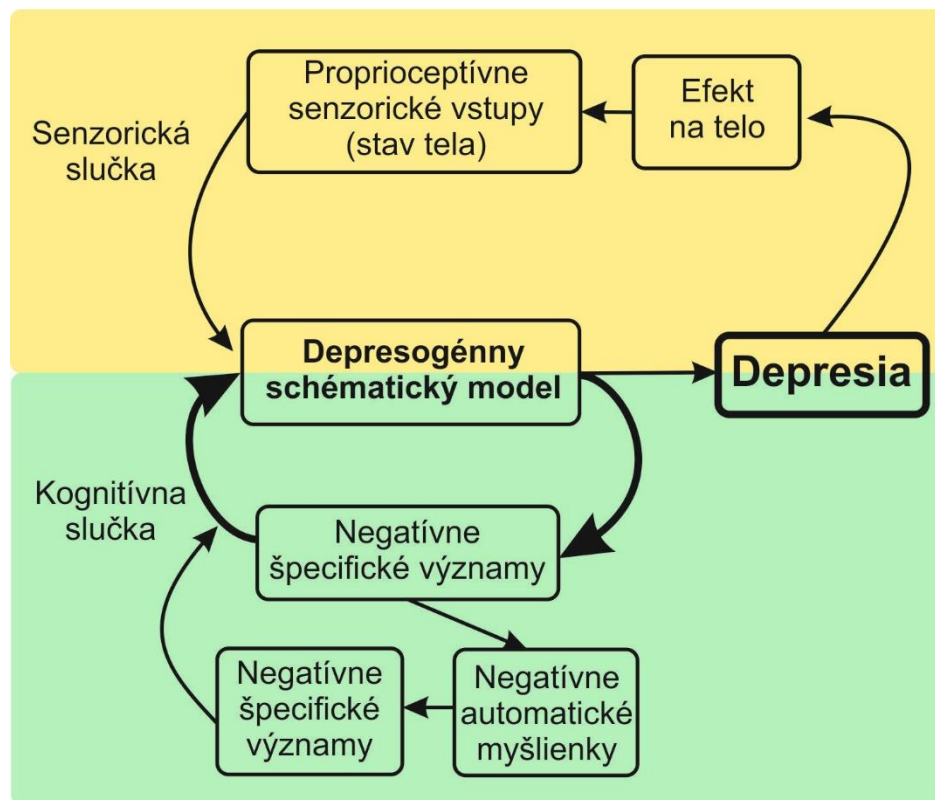 Proprioceptívne
senzorické vstupy
(stav tela)
Efekt
na telo
Senzorická
slučka
Depresogénny
schématický model
Depresia
Kognitívna
slučka
Negatívne
špecifické významy
Negatívne
špecifické
významy
Negatívne
automatické
myšlienky